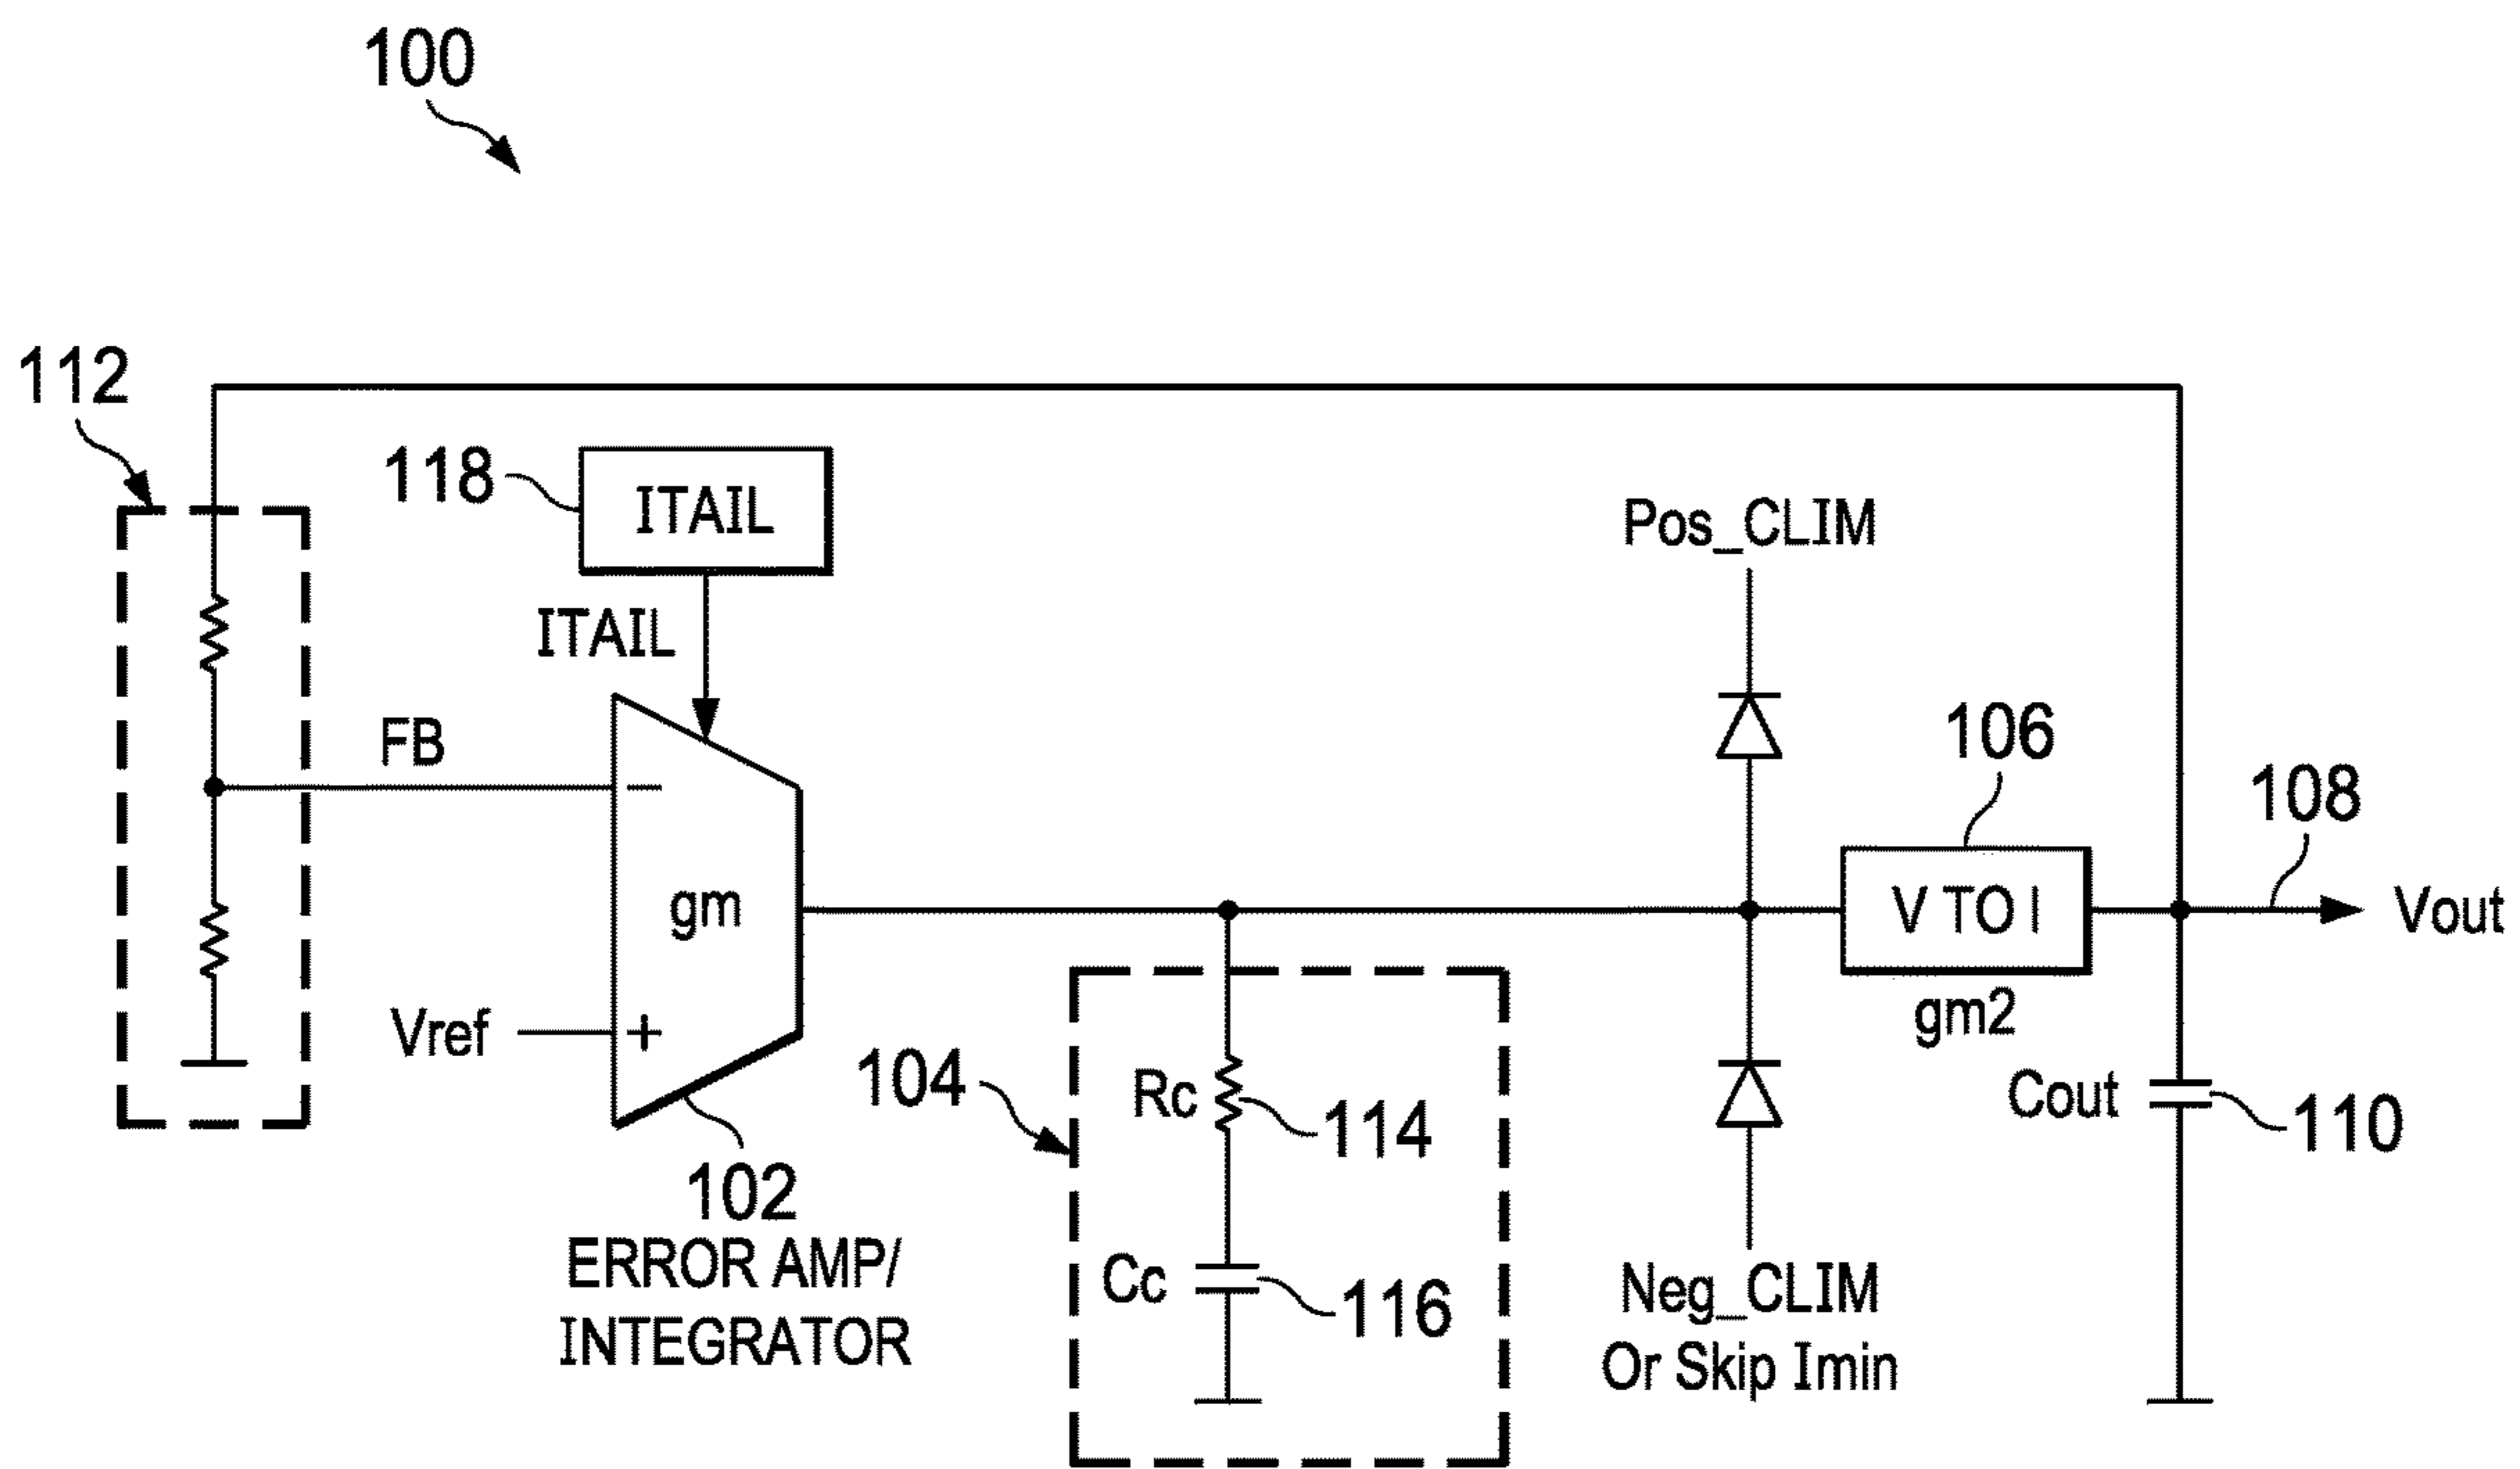 100
112
118
ITAIL
ITAIL
Pos_CLIM
FB
106
108
gm
V TO I
Vout
gm2
Vref
+
104
Rc
114
Cout
110
102
ERROR AMP/
INTEGRATOR
Cc
116
Neg_CLIM
Or Skip Imin